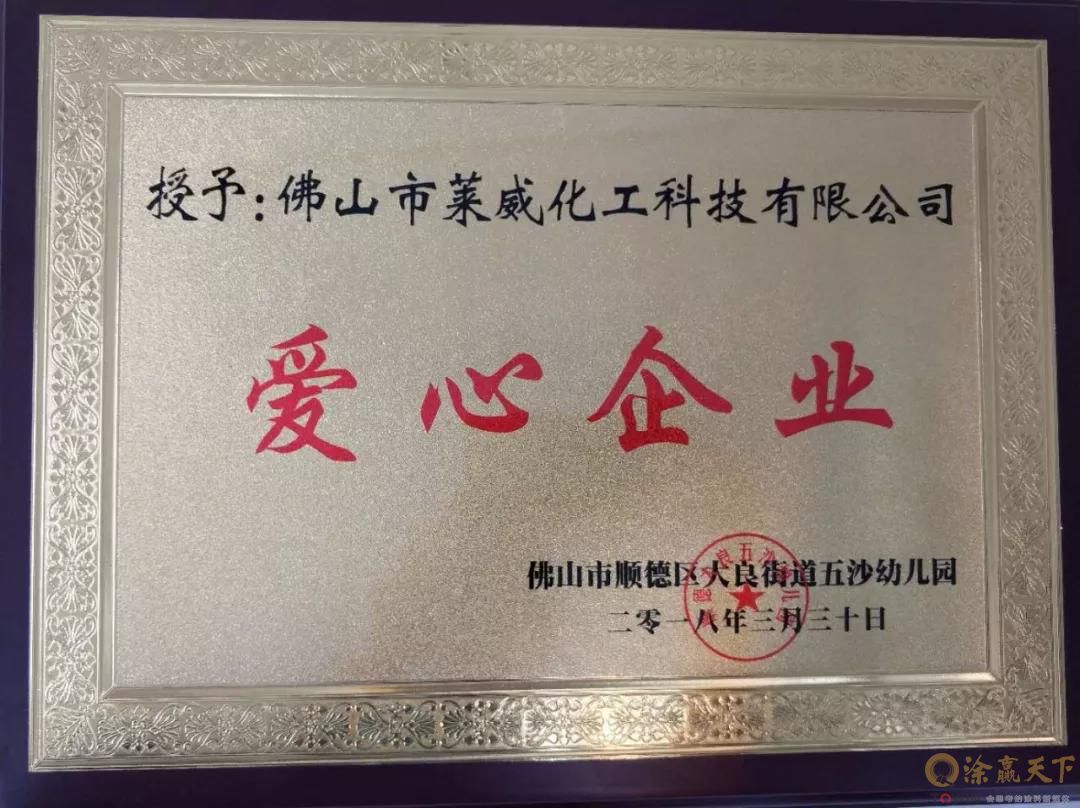 授予:佛山市莱威化工科技有限公司
爱心企业
佛山市顺德区大良街道五沙幼儿园
二零一八年三月三十日
涂赢天下